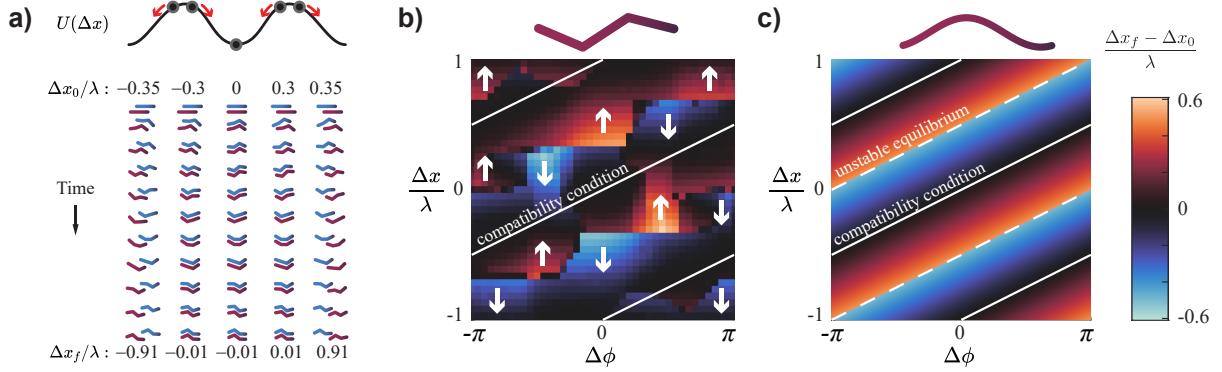 a)
U(Δx)
Δx₀/λ : −0.35 −0.3 0 0.3 0.35
Time
Δx_f/λ : −0.91 −0.01 −0.01 0.01 0.91
b)
Δx/λ
1
0
-1
compatibility condition
-π 0 π
Δϕ
c)
Δx/λ
1
0
-1
unstable equilibrium
compatibility condition
-π 0 π
Δϕ
Δx_f − Δx₀
λ
0.6
0
-0.6